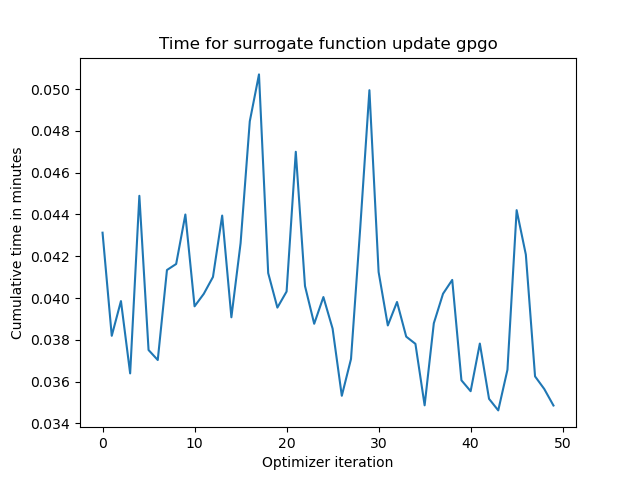 Time for surrogate function update gpgo
Cumulative time in minutes
0.050
0.048
0.046
0.044
0.042
0.040
0.038
0.036
0.034
0 10 20 30 40 50
Optimizer iteration